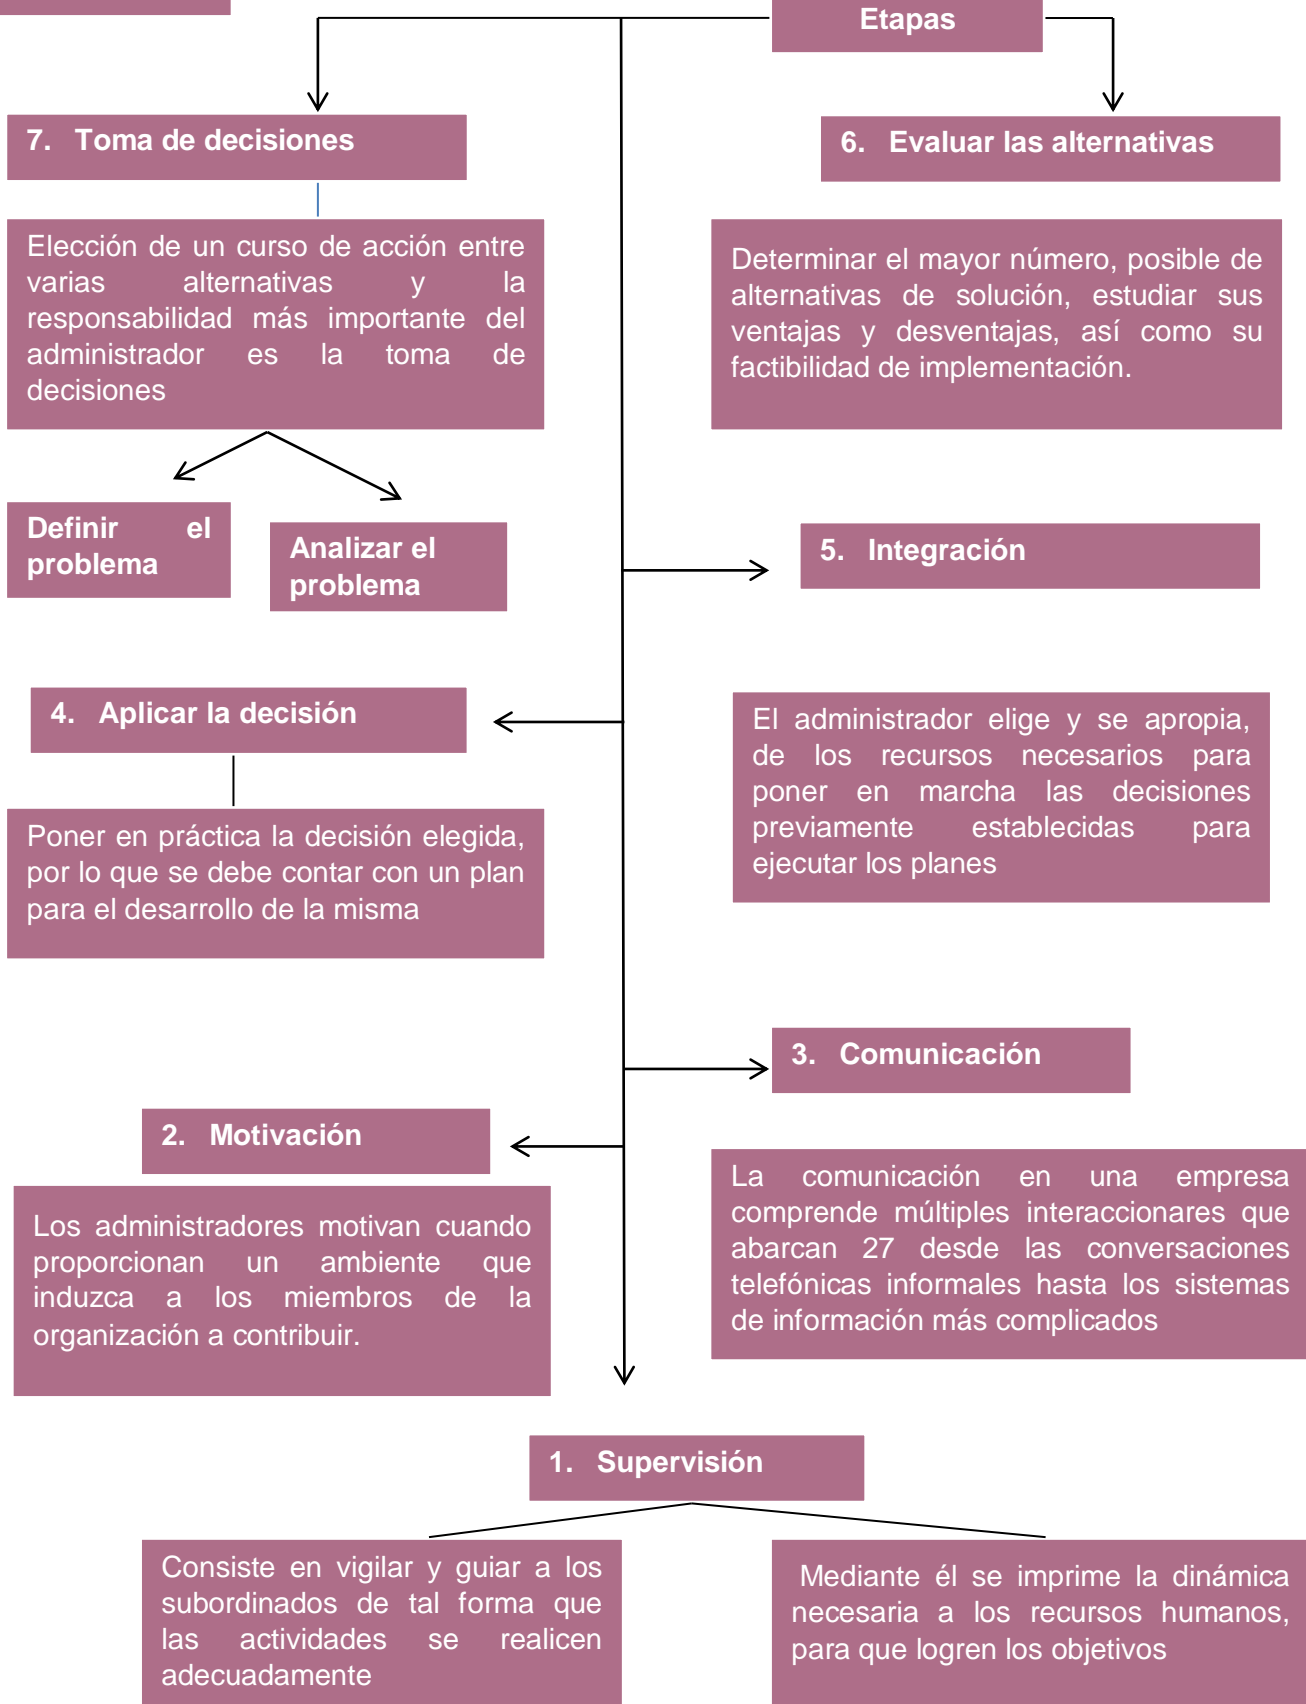 Etapas
7. Toma de decisiones
6. Evaluar las alternativas
Elección de un curso de acción entre
varias alternativas y la
responsabilidad más importante del
administrador es la toma de
decisiones
Determinar el mayor número, posible de
alternativas de solución, estudiar sus
ventajas y desventajas, así como su
factibilidad de implementación.
Definir el
problema
Analizar el
problema
5. Integración
4. Aplicar la decisión
El administrador elige y se apropia,
de los recursos necesarios para
poner en marcha las decisiones
previamente establecidas para
ejecutar los planes
Poner en práctica la decisión elegida,
por lo que se debe contar con un plan
para el desarrollo de la misma
3. Comunicación
2. Motivación
La comunicación en una empresa
comprende múltiples interaccionares que
abarcan 27 desde las conversaciones
telefónicas informales hasta los sistemas
de información más complicados
Los administradores motivan cuando
proporcionan un ambiente que
induzca a los miembros de la
organización a contribuir.
1. Supervisión
Consiste en vigilar y guiar a los
subordinados de tal forma que
las actividades se realicen
adecuadamente
Mediante él se imprime la dinámica
necesaria a los recursos humanos,
para que logren los objetivos